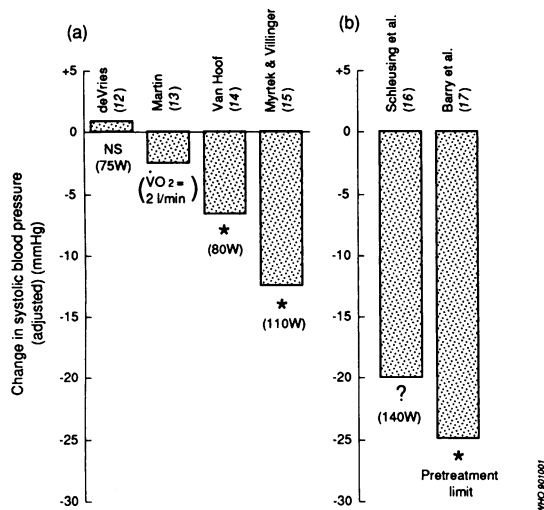 (a)
deVries
(12)
Martin
(13)
Van Hoof
(14)
Myrtek & Villinger
(15)
Change in systolic blood pressure
(adjusted) (mmHg)
+5
0
-5
-10
-15
-20
-25
-30
NS
(75W)
(V̇O2 =
2 l/min)
*
(80W)
*
(110W)
(b)
Schleusing et al.
(16)
Barry et al.
(17)
+5
0
-5
-10
-15
-20
-25
-30
?
(140W)
*
Pretreatment
limit
WHO 901001